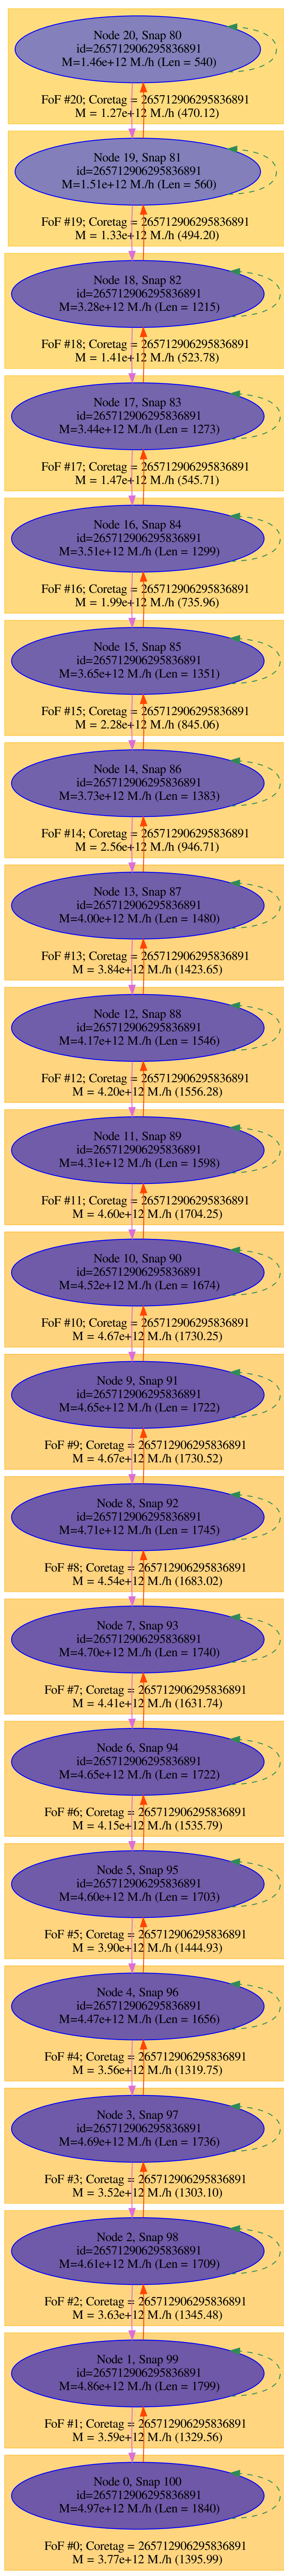 Node 20, Snap 80
id=265712906295836891
M=1.46e+12 M./h (Len = 540)
FoF #20; Coretag = 265712906295836891
M = 1.27e+12 M./h (470.12)
Node 19, Snap 81
id=265712906295836891
M=1.51e+12 M./h (Len = 560)
FoF #19; Coretag = 265712906295836891
M = 1.33e+12 M./h (494.20)
Node 18, Snap 82
id=265712906295836891
M=3.28e+12 M./h (Len = 1215)
FoF #18; Coretag = 265712906295836891
M = 1.41e+12 M./h (523.78)
Node 17, Snap 83
id=265712906295836891
M=3.44e+12 M./h (Len = 1273)
FoF #17; Coretag = 265712906295836891
M = 1.47e+12 M./h (545.71)
Node 16, Snap 84
id=265712906295836891
M=3.51e+12 M./h (Len = 1299)
FoF #16; Coretag = 265712906295836891
M = 1.99e+12 M./h (735.96)
Node 15, Snap 85
id=265712906295836891
M=3.65e+12 M./h (Len = 1351)
FoF #15; Coretag = 265712906295836891
M = 2.28e+12 M./h (845.06)
Node 14, Snap 86
id=265712906295836891
M=3.73e+12 M./h (Len = 1383)
FoF #14; Coretag = 265712906295836891
M = 2.56e+12 M./h (946.71)
Node 13, Snap 87
id=265712906295836891
M=4.00e+12 M./h (Len = 1480)
FoF #13; Coretag = 265712906295836891
M = 3.84e+12 M./h (1423.65)
Node 12, Snap 88
id=265712906295836891
M=4.17e+12 M./h (Len = 1546)
FoF #12; Coretag = 265712906295836891
M = 4.20e+12 M./h (1556.28)
Node 11, Snap 89
id=265712906295836891
M=4.31e+12 M./h (Len = 1598)
FoF #11; Coretag = 265712906295836891
M = 4.60e+12 M./h (1704.25)
Node 10, Snap 90
id=265712906295836891
M=4.52e+12 M./h (Len = 1674)
FoF #10; Coretag = 265712906295836891
M = 4.67e+12 M./h (1730.25)
Node 9, Snap 91
id=265712906295836891
M=4.65e+12 M./h (Len = 1722)
FoF #9; Coretag = 265712906295836891
M = 4.67e+12 M./h (1730.52)
Node 8, Snap 92
id=265712906295836891
M=4.71e+12 M./h (Len = 1745)
FoF #8; Coretag = 265712906295836891
M = 4.54e+12 M./h (1683.02)
Node 7, Snap 93
id=265712906295836891
M=4.70e+12 M./h (Len = 1740)
FoF #7; Coretag = 265712906295836891
M = 4.41e+12 M./h (1631.74)
Node 6, Snap 94
id=265712906295836891
M=4.65e+12 M./h (Len = 1722)
FoF #6; Coretag = 265712906295836891
M = 4.15e+12 M./h (1535.79)
Node 5, Snap 95
id=265712906295836891
M=4.60e+12 M./h (Len = 1703)
FoF #5; Coretag = 265712906295836891
M = 3.90e+12 M./h (1444.93)
Node 4, Snap 96
id=265712906295836891
M=4.47e+12 M./h (Len = 1656)
FoF #4; Coretag = 265712906295836891
M = 3.56e+12 M./h (1319.75)
Node 3, Snap 97
id=265712906295836891
M=4.69e+12 M./h (Len = 1736)
FoF #3; Coretag = 265712906295836891
M = 3.52e+12 M./h (1303.10)
Node 2, Snap 98
id=265712906295836891
M=4.61e+12 M./h (Len = 1709)
FoF #2; Coretag = 265712906295836891
M = 3.63e+12 M./h (1345.48)
Node 1, Snap 99
id=265712906295836891
M=4.86e+12 M./h (Len = 1799)
FoF #1; Coretag = 265712906295836891
M = 3.59e+12 M./h (1329.56)
Node 0, Snap 100
id=265712906295836891
M=4.97e+12 M./h (Len = 1840)
FoF #0; Coretag = 265712906295836891
M = 3.77e+12 M./h (1395.99)